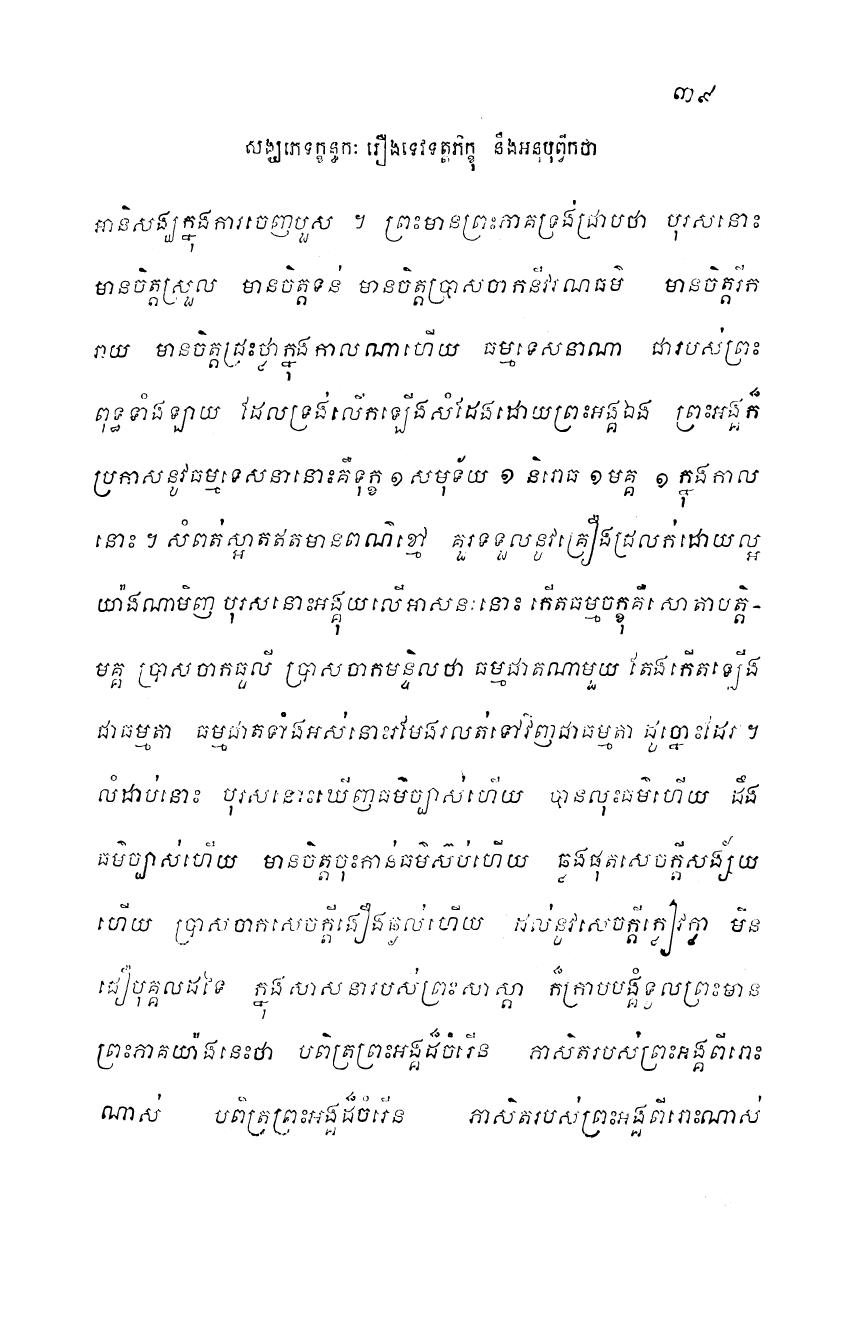 ៣៩
សង្ឃភេទក្ខន្ធកៈ រឿងទេវទត្តភិក្ខុ នឹងអនុបុព្វីកថា
អានិសង្ឃក្នុងការចេញបួស ។ ព្រះមានព្រះភាគទ្រង់ជ្រាបថា បុរសនោះ
មានចិត្តស្រួល មានចិត្តទន់ មានចិត្តប្រាសចាកនីវរណធម៌ មានចិត្តរីក
រាយ មានចិត្តជ្រះថ្លាក្នុងកាលណាហើយ ធម្មទេសនាណា ជារបស់ព្រះ
ពុទ្ធទាំងឡាយ ដែលទ្រង់លើកឡើងសំដែងដោយព្រះអង្គឯង ព្រះអង្គក៏
ប្រកាសនូវធម្មទេសនានោះគឺទុក្ខ ១ សមុទ័យ ១ និរោធ ១ មគ្គ ១ ក្នុងកាល
នោះ ។ សំពត់ស្អាតឥតមានពណ៌ខ្មៅ គួរទទួលនូវគ្រឿងជ្រលក់ដោយល្អ
យ៉ាងណាមិញ បុរសនោះអង្គុយលើអាសនៈនោះ កើតធម្មចក្ខុគឺសោតាបត្តិ-
មគ្គ ប្រាសចាកធួលី ប្រាសចាកមន្ទិលថា ធម្មជាតណាមួយ តែងកើតឡើង
ជាធម្មតា ធម្មជាតទាំងអស់នោះរមែងរលត់ទៅវិញជាធម្មតា ដូច្នោះដែរ ។
លំដាប់នោះ បុរសនោះឃើញធម៌ច្បាស់ហើយ បានលុះធម៌ហើយ ដឹង
ធម៌ច្បាស់ហើយ មានចិត្តចុះកាន់ធម៌ស៊ប់ហើយ ឆ្លងផុតសេចក្តីសង្ស័យ
ហើយ ប្រាសចាកសេចក្តីងឿងឆ្ងល់ហើយ ដល់នូវសេចក្តីក្លៀវក្លា មិន
ជឿបុគ្គលដទៃ ក្នុងសាសនារបស់ព្រះសាស្តា ក៏ក្រាបបង្គំទូលព្រះមាន
ព្រះភាគយ៉ាងនេះថា បពិត្រព្រះអង្គដ៏ចំរើន ភាសិតរបស់ព្រះអង្គពីរោះ
ណាស់ បពិត្រព្រះអង្គដ៏ចំរើន ភាសិតរបស់ព្រះអង្គពីរោះណាស់